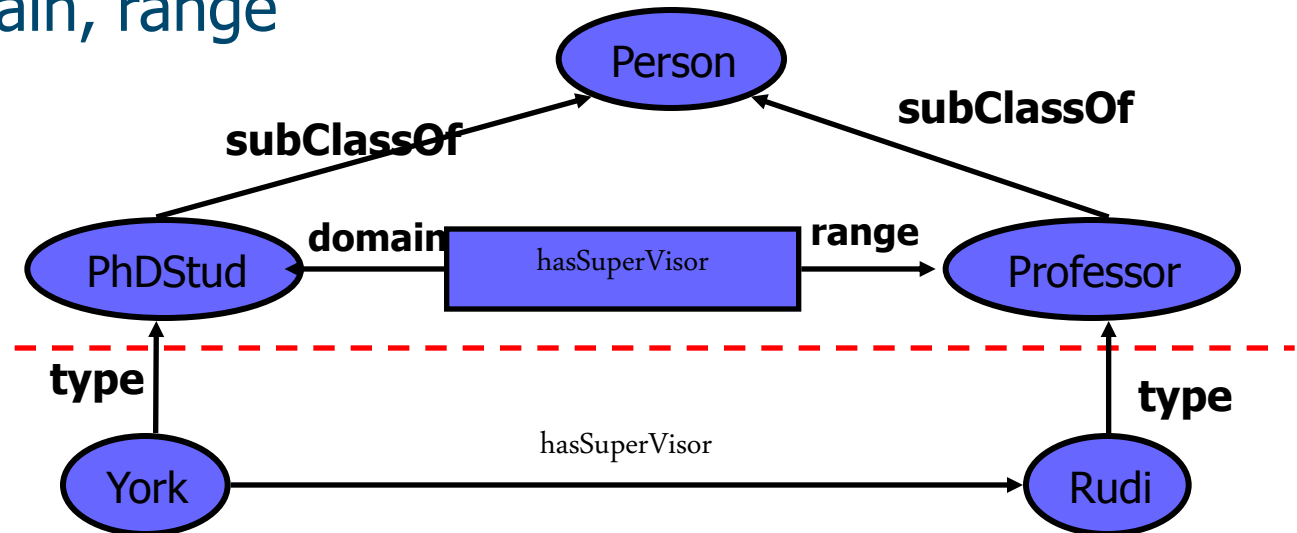 ain, range
Person
subClassOf
subClassOf
domain
range
hasSuperVisor
PhDStud
Professor
type
type
hasSuperVisor
York
Rudi